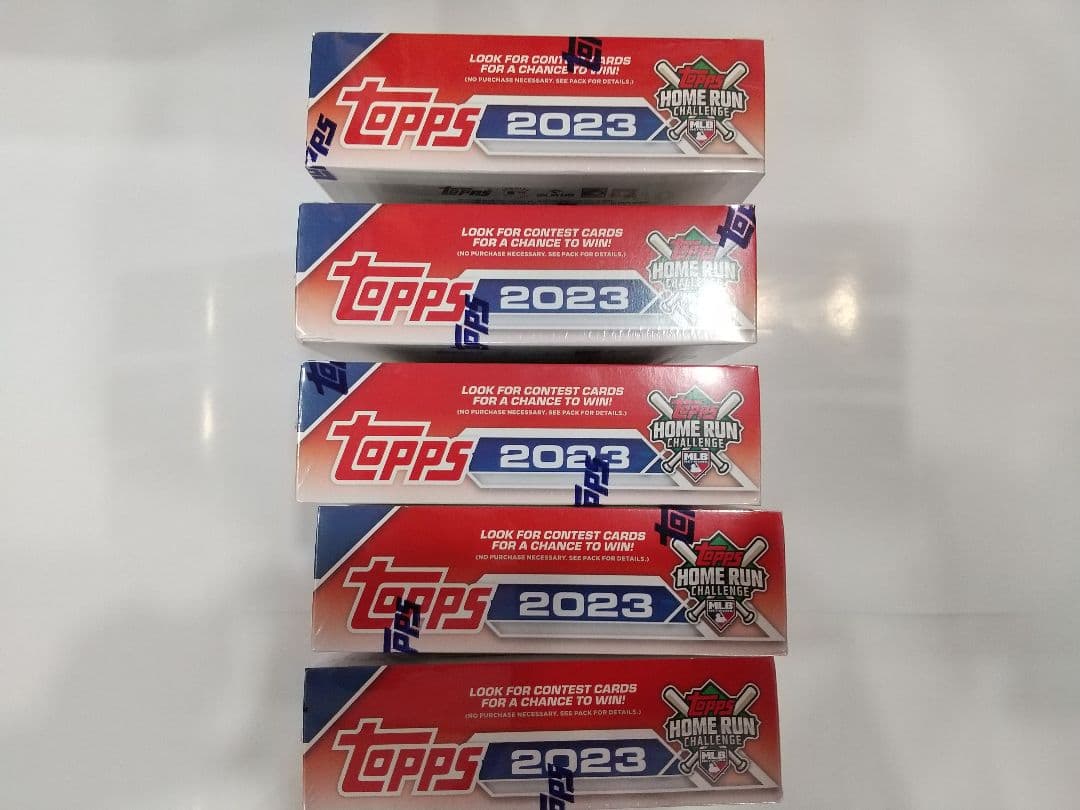 LOOK FOR CONTEST CARDS
FOR A CHANCE TO WIN!
(NO PURCHASE NECESSARY. SEE PACK FOR DETAILS.)
Topps
2023
Topps
HOME RUN
CHALLENGE
MLB
Topps
LOOK FOR CONTEST CARDS
FOR A CHANCE TO WIN!
(NO PURCHASE NECESSARY. SEE PACK FOR DETAILS.)
Topps
2023
Topps
HOME RUN
CHALLENGE
LOOK FOR CONTEST CARDS
FOR A CHANCE TO WIN!
(NO PURCHASE NECESSARY. SEE PACK FOR DETAILS.)
Topps
2023
Topps
HOME RUN
CHALLENGE
MLB
LOOK FOR CONTEST CARDS
FOR A CHANCE TO WIN!
(NO PURCHASE NECESSARY. SEE PACK FOR DETAILS.)
Topps
2023
Topps
HOME RUN
CHALLENGE
MLB
LOOK FOR CONTEST CARDS
FOR A CHANCE TO WIN!
(NO PURCHASE NECESSARY. SEE PACK FOR DETAILS.)
Topps
2023
Topps
HOME RUN
CHALLENGE
MLB